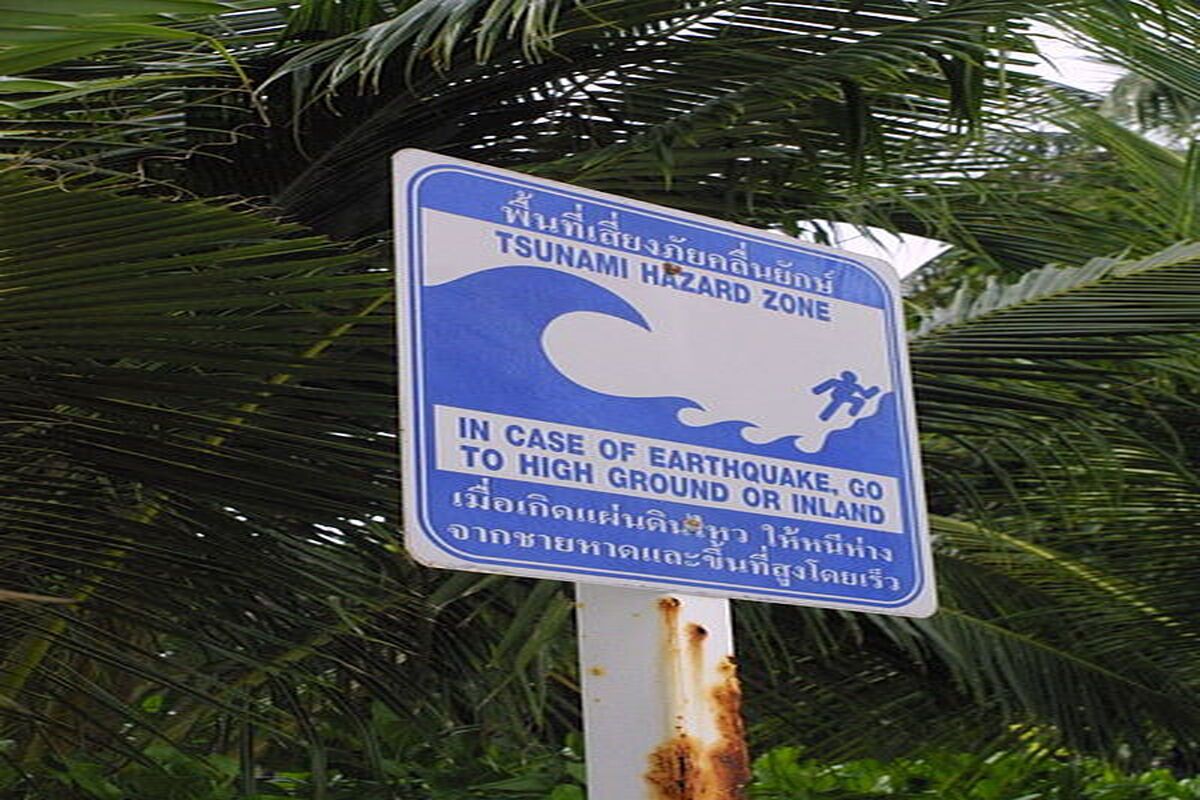 พื้นที่เสี่ยงภัยคลื่นยักษ์
TSUNAMI HAZARD ZONE
IN CASE OF EARTHQUAKE, GO
TO HIGH GROUND OR INLAND
เมื่อเกิดแผ่นดินไหว ให้หนีห่าง
จากชายหาดและขึ้นที่สูงโดยเร็ว